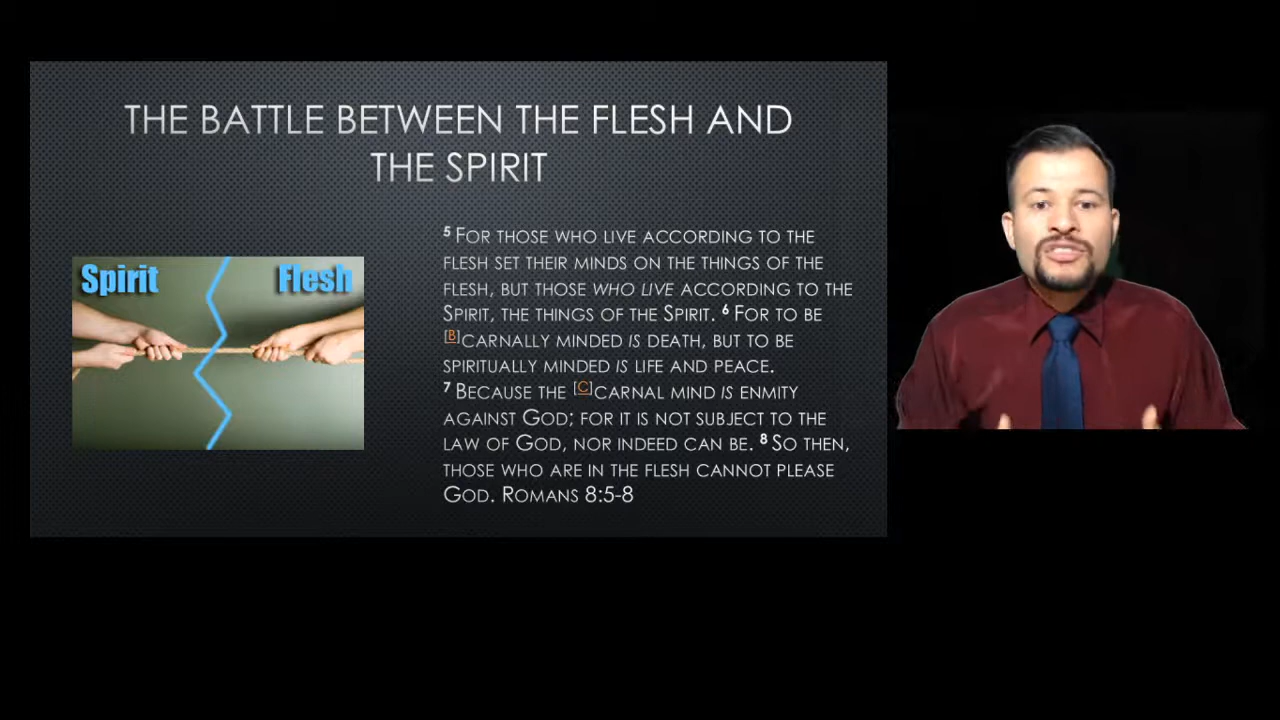 THE BATTLE BETWEEN THE FLESH AND
THE SPIRIT
Spirit Flesh
5 FOR THOSE WHO LIVE ACCORDING TO THE
FLESH SET THEIR MINDS ON THE THINGS OF THE
FLESH, BUT THOSE WHO LIVE ACCORDING TO THE
SPIRIT, THE THINGS OF THE SPIRIT. 6 FOR TO BE
[B]CARNALLY MINDED IS DEATH, BUT TO BE
SPIRITUALLY MINDED IS LIFE AND PEACE.
7 BECAUSE THE [C]CARNAL MIND IS ENMITY
AGAINST GOD; FOR IT IS NOT SUBJECT TO THE
LAW OF GOD, NOR INDEED CAN BE. 8 SO THEN,
THOSE WHO ARE IN THE FLESH CANNOT PLEASE
GOD. ROMANS 8:5-8